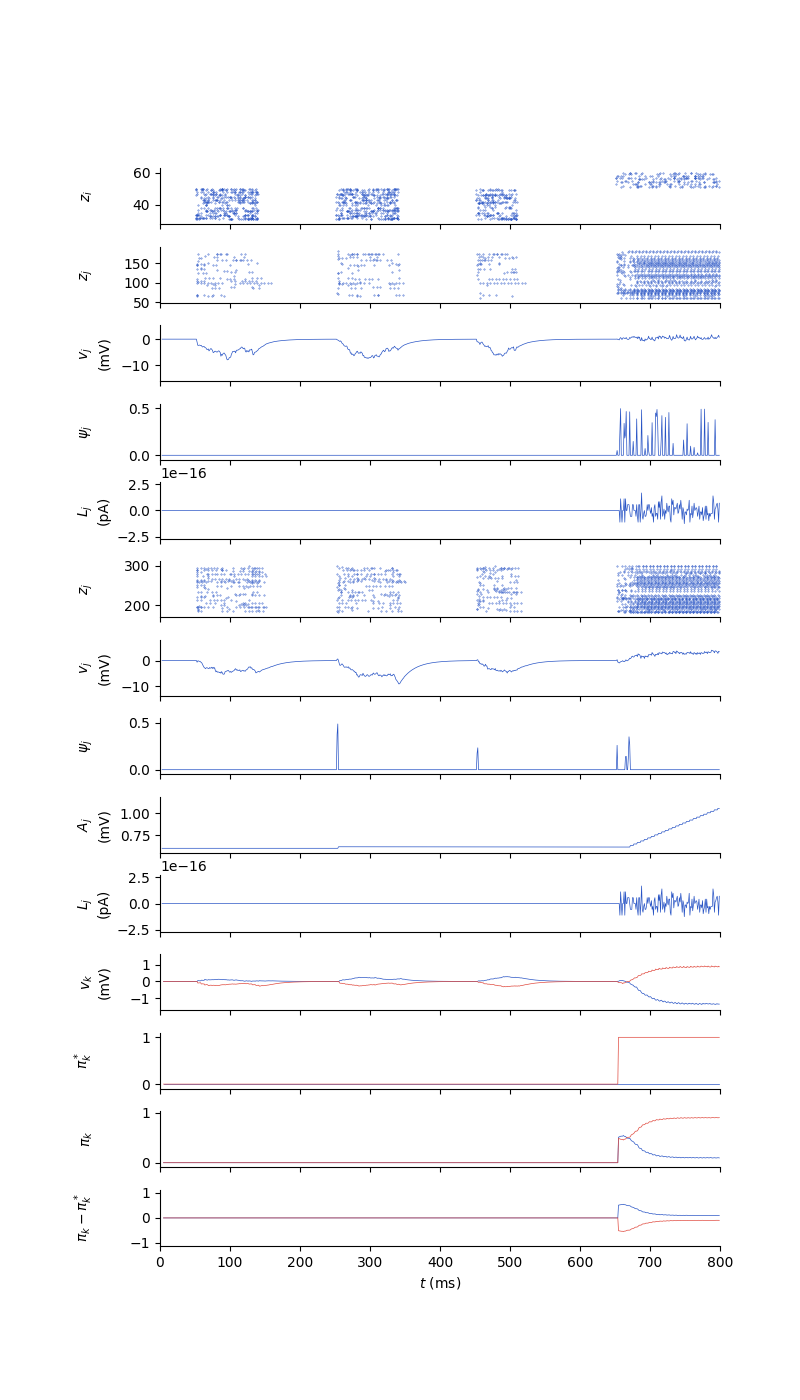 60
40
z_i
150
100
50
z_j
0
−10
v_j
(mV)
0.5
0.0
ψ_j
1e−16
2.5
0.0
−2.5
L_j
(pA)
300
200
z_j
0
−10
v_j
(mV)
0.5
0.0
ψ_j
1.00
0.75
A_j
(mV)
1e−16
2.5
0.0
−2.5
L_j
(pA)
1
0
−1
v_k
(mV)
1
0
π_k^*
1
0
π_k
1
0
−1
π_k − π_k^*
0 100 200 300 400 500 600 700 800
t (ms)